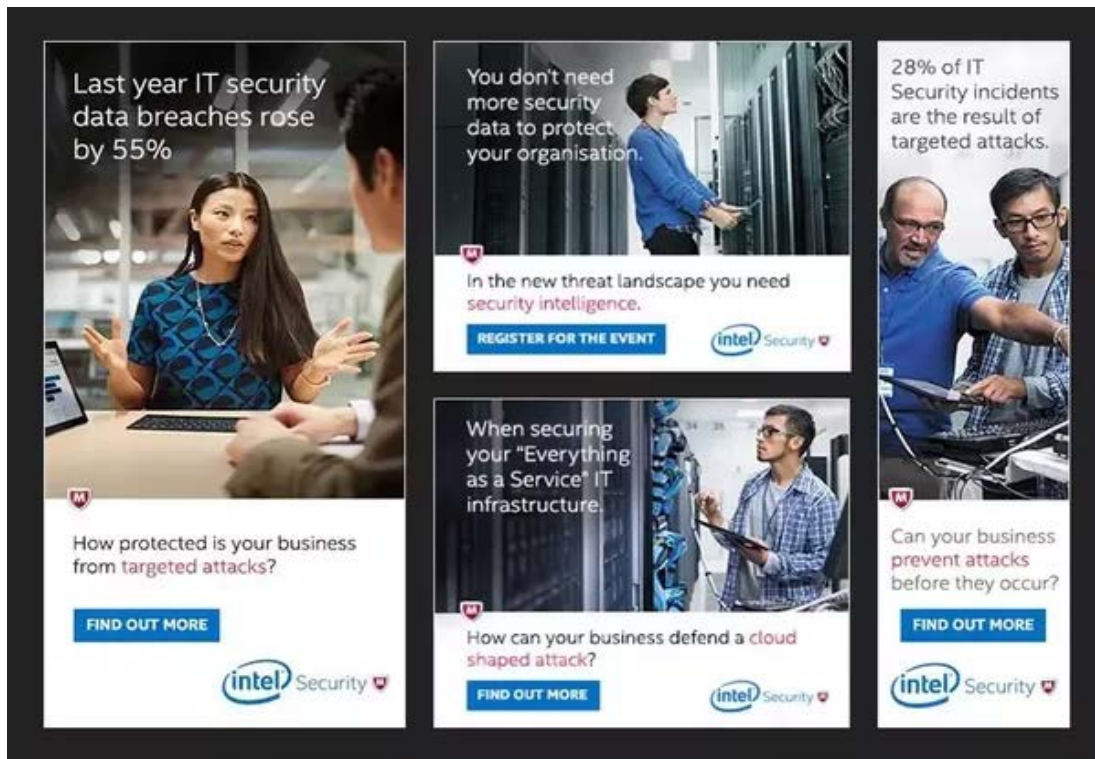 Last year IT security
data breaches rose
by 55%
M
How protected is your business
from targeted attacks?
FIND OUT MORE
intel Security M
You don't need
more security
data to protect
your organisation.
M
In the new threat landscape you need
security intelligence.
REGISTER FOR THE EVENT
intel Security M
When securing
your "Everything
as a Service" IT
infrastructure.
M
How can your business defend a cloud
shaped attack?
FIND OUT MORE
intel Security M
28% of IT
Security incidents
are the result of
targeted attacks.
M
Can your business
prevent attacks
before they occur?
FIND OUT MORE
intel Security M